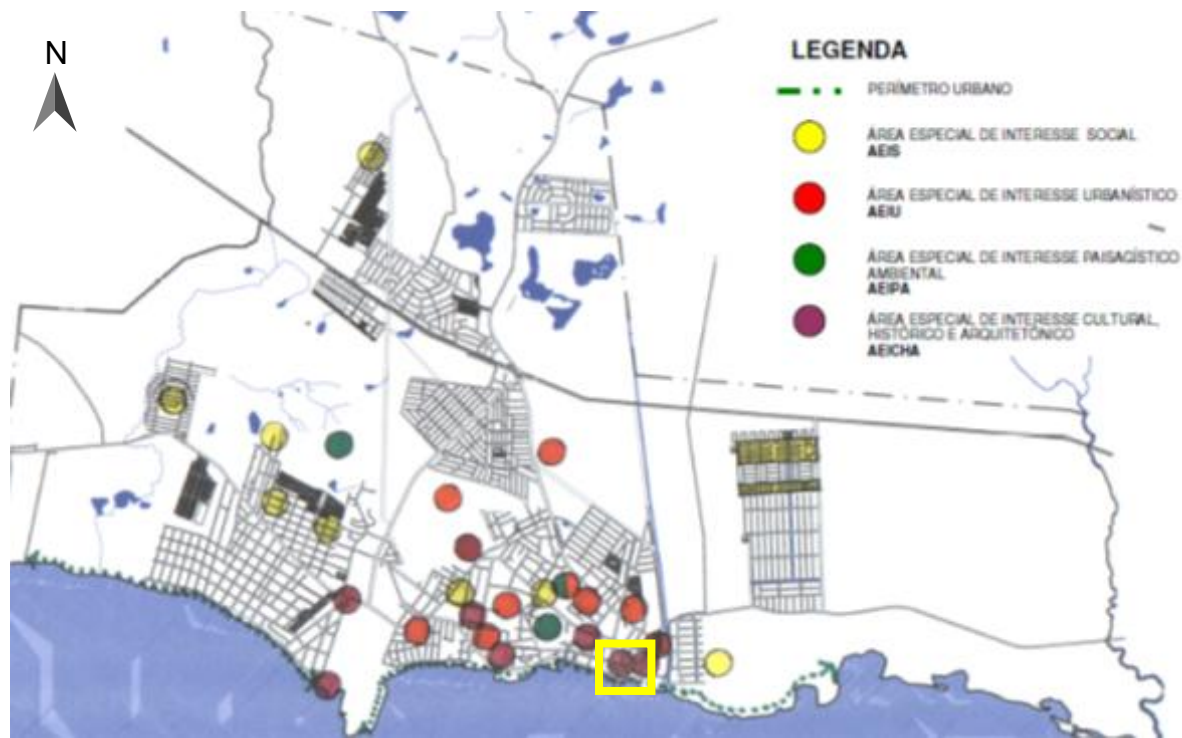 N
LEGENDA
PERÍMETRO URBANO
ÁREA ESPECIAL DE INTERESSE SOCIAL
AEIS
ÁREA ESPECIAL DE INTERESSE URBANÍSTICO
AEIU
ÁREA ESPECIAL DE INTERESSE PAISAGÍSTICO
AMBIENTAL
AEIPA
ÁREA ESPECIAL DE INTERESSE CULTURAL,
HISTÓRICO E ARQUITETÔNICO
AEICHA